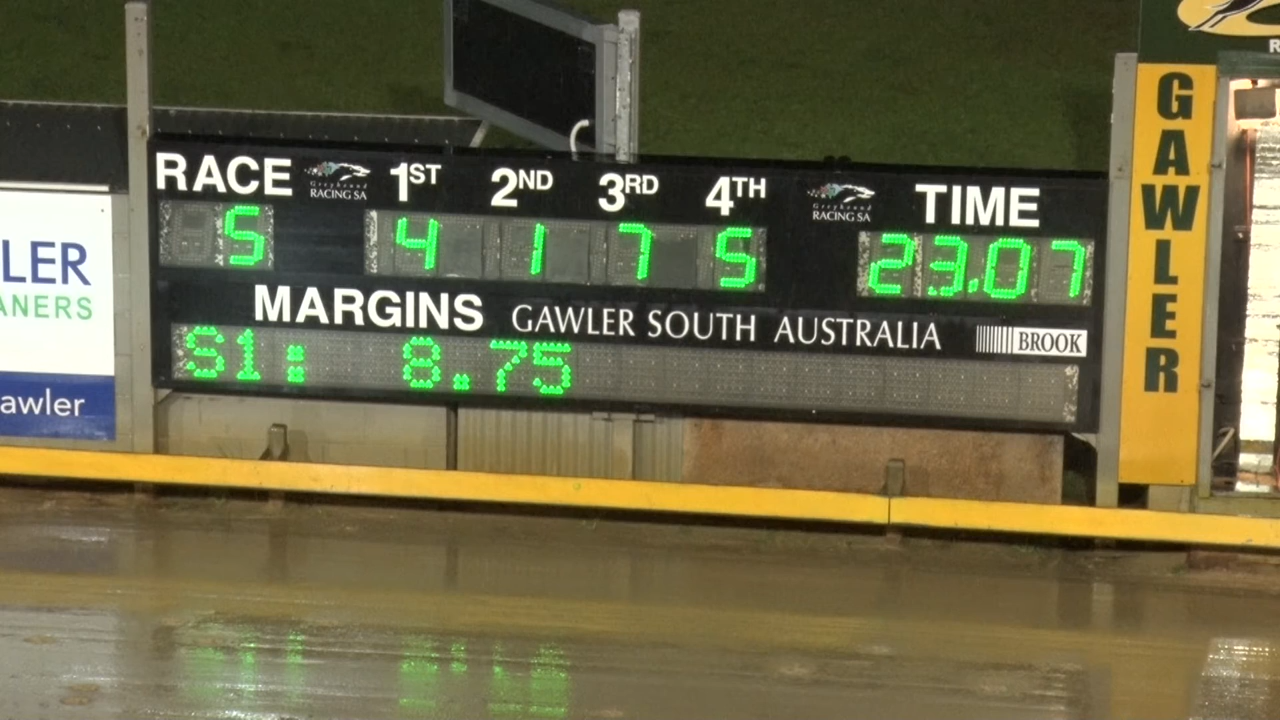 RACE 1ST 2ND 3RD 4TH TIME
Greyhound RACING SA
Greyhound RACING SA
5 4 1 7 5 23.07
MARGINS GAWLER SOUTH AUSTRALIA BROOK
S1: 8.75
LER
ANERS
awler
GAWLER
R